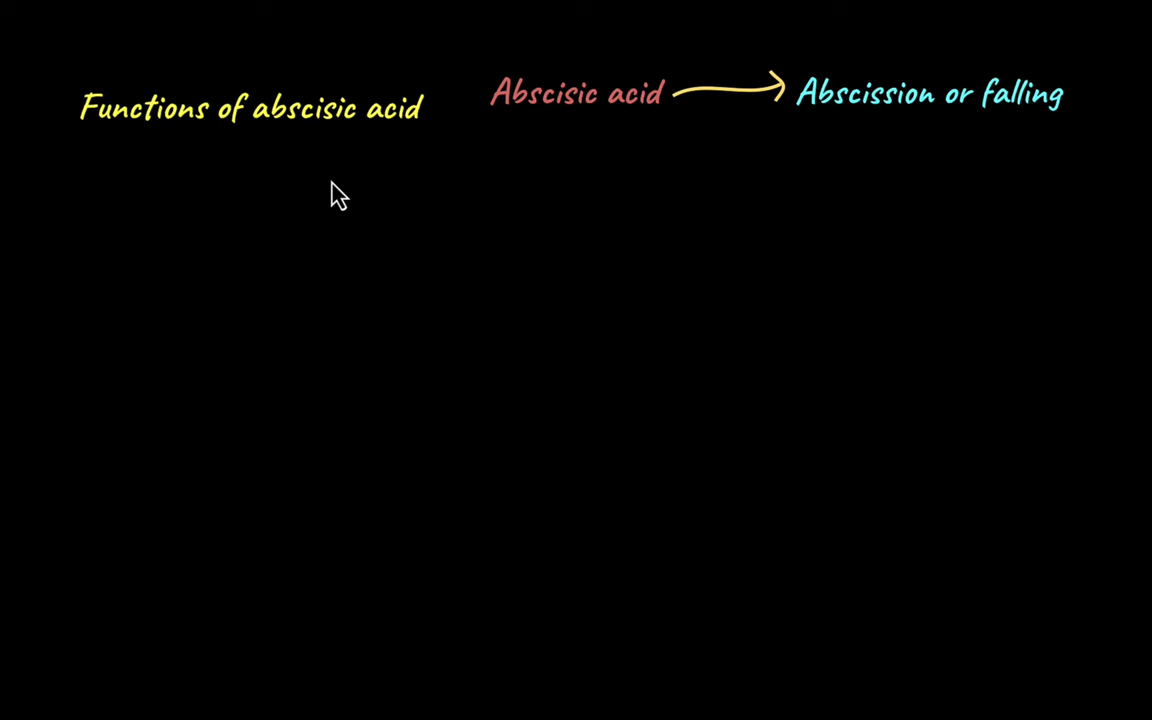 Functions of abscisic acid
Abscisic acid
Abscission or falling